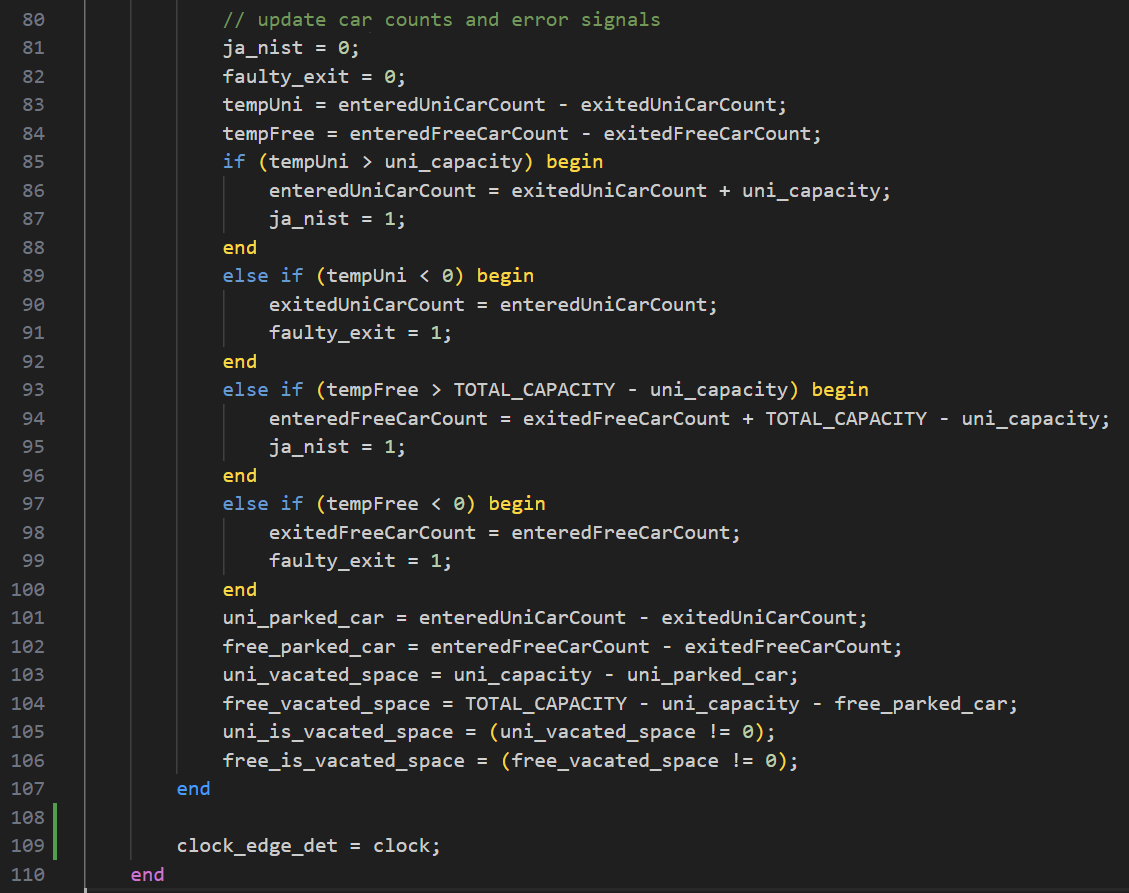 80 // update car counts and error signals
81 ja_nist = 0;
82 faulty_exit = 0;
83 tempUni = enteredUniCarCount - exitedUniCarCount;
84 tempFree = enteredFreeCarCount - exitedFreeCarCount;
85 if (tempUni > uni_capacity) begin
86 enteredUniCarCount = exitedUniCarCount + uni_capacity;
87 ja_nist = 1;
88 end
89 else if (tempUni < 0) begin
90 exitedUniCarCount = enteredUniCarCount;
91 faulty_exit = 1;
92 end
93 else if (tempFree > TOTAL_CAPACITY - uni_capacity) begin
94 enteredFreeCarCount = exitedFreeCarCount + TOTAL_CAPACITY - uni_capacity;
95 ja_nist = 1;
96 end
97 else if (tempFree < 0) begin
98 exitedFreeCarCount = enteredFreeCarCount;
99 faulty_exit = 1;
100 end
101 uni_parked_car = enteredUniCarCount - exitedUniCarCount;
102 free_parked_car = enteredFreeCarCount - exitedFreeCarCount;
103 uni_vacated_space = uni_capacity - uni_parked_car;
104 free_vacated_space = TOTAL_CAPACITY - uni_capacity - free_parked_car;
105 uni_is_vacated_space = (uni_vacated_space != 0);
106 free_is_vacated_space = (free_vacated_space != 0);
107 end
108
109 clock_edge_det = clock;
110 end